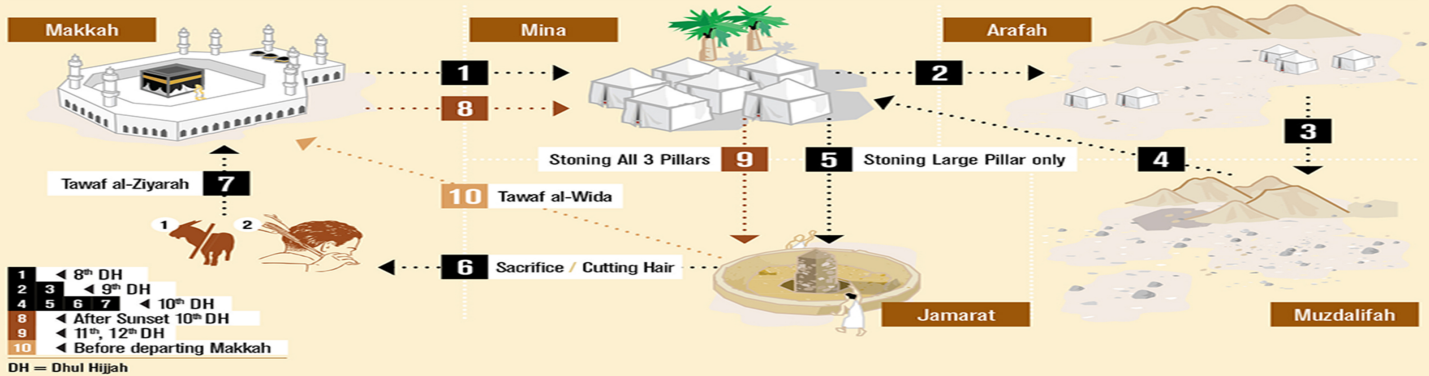 Makkah
Mina
Arafah
1
2
8
3
Stoning All 3 Pillars 9
5 Stoning Large Pillar only
4
Tawaf al-Ziyarah 7
10 Tawaf al-Wida
1
2
6 Sacrifice / Cutting Hair
Jamarat
Muzdalifah
1 8th DH
2 3 9th DH
4 5 6 7 10th DH
8 After Sunset 10th DH
9 11th, 12th DH
10 Before departing Makkah
DH = Dhul Hijjah